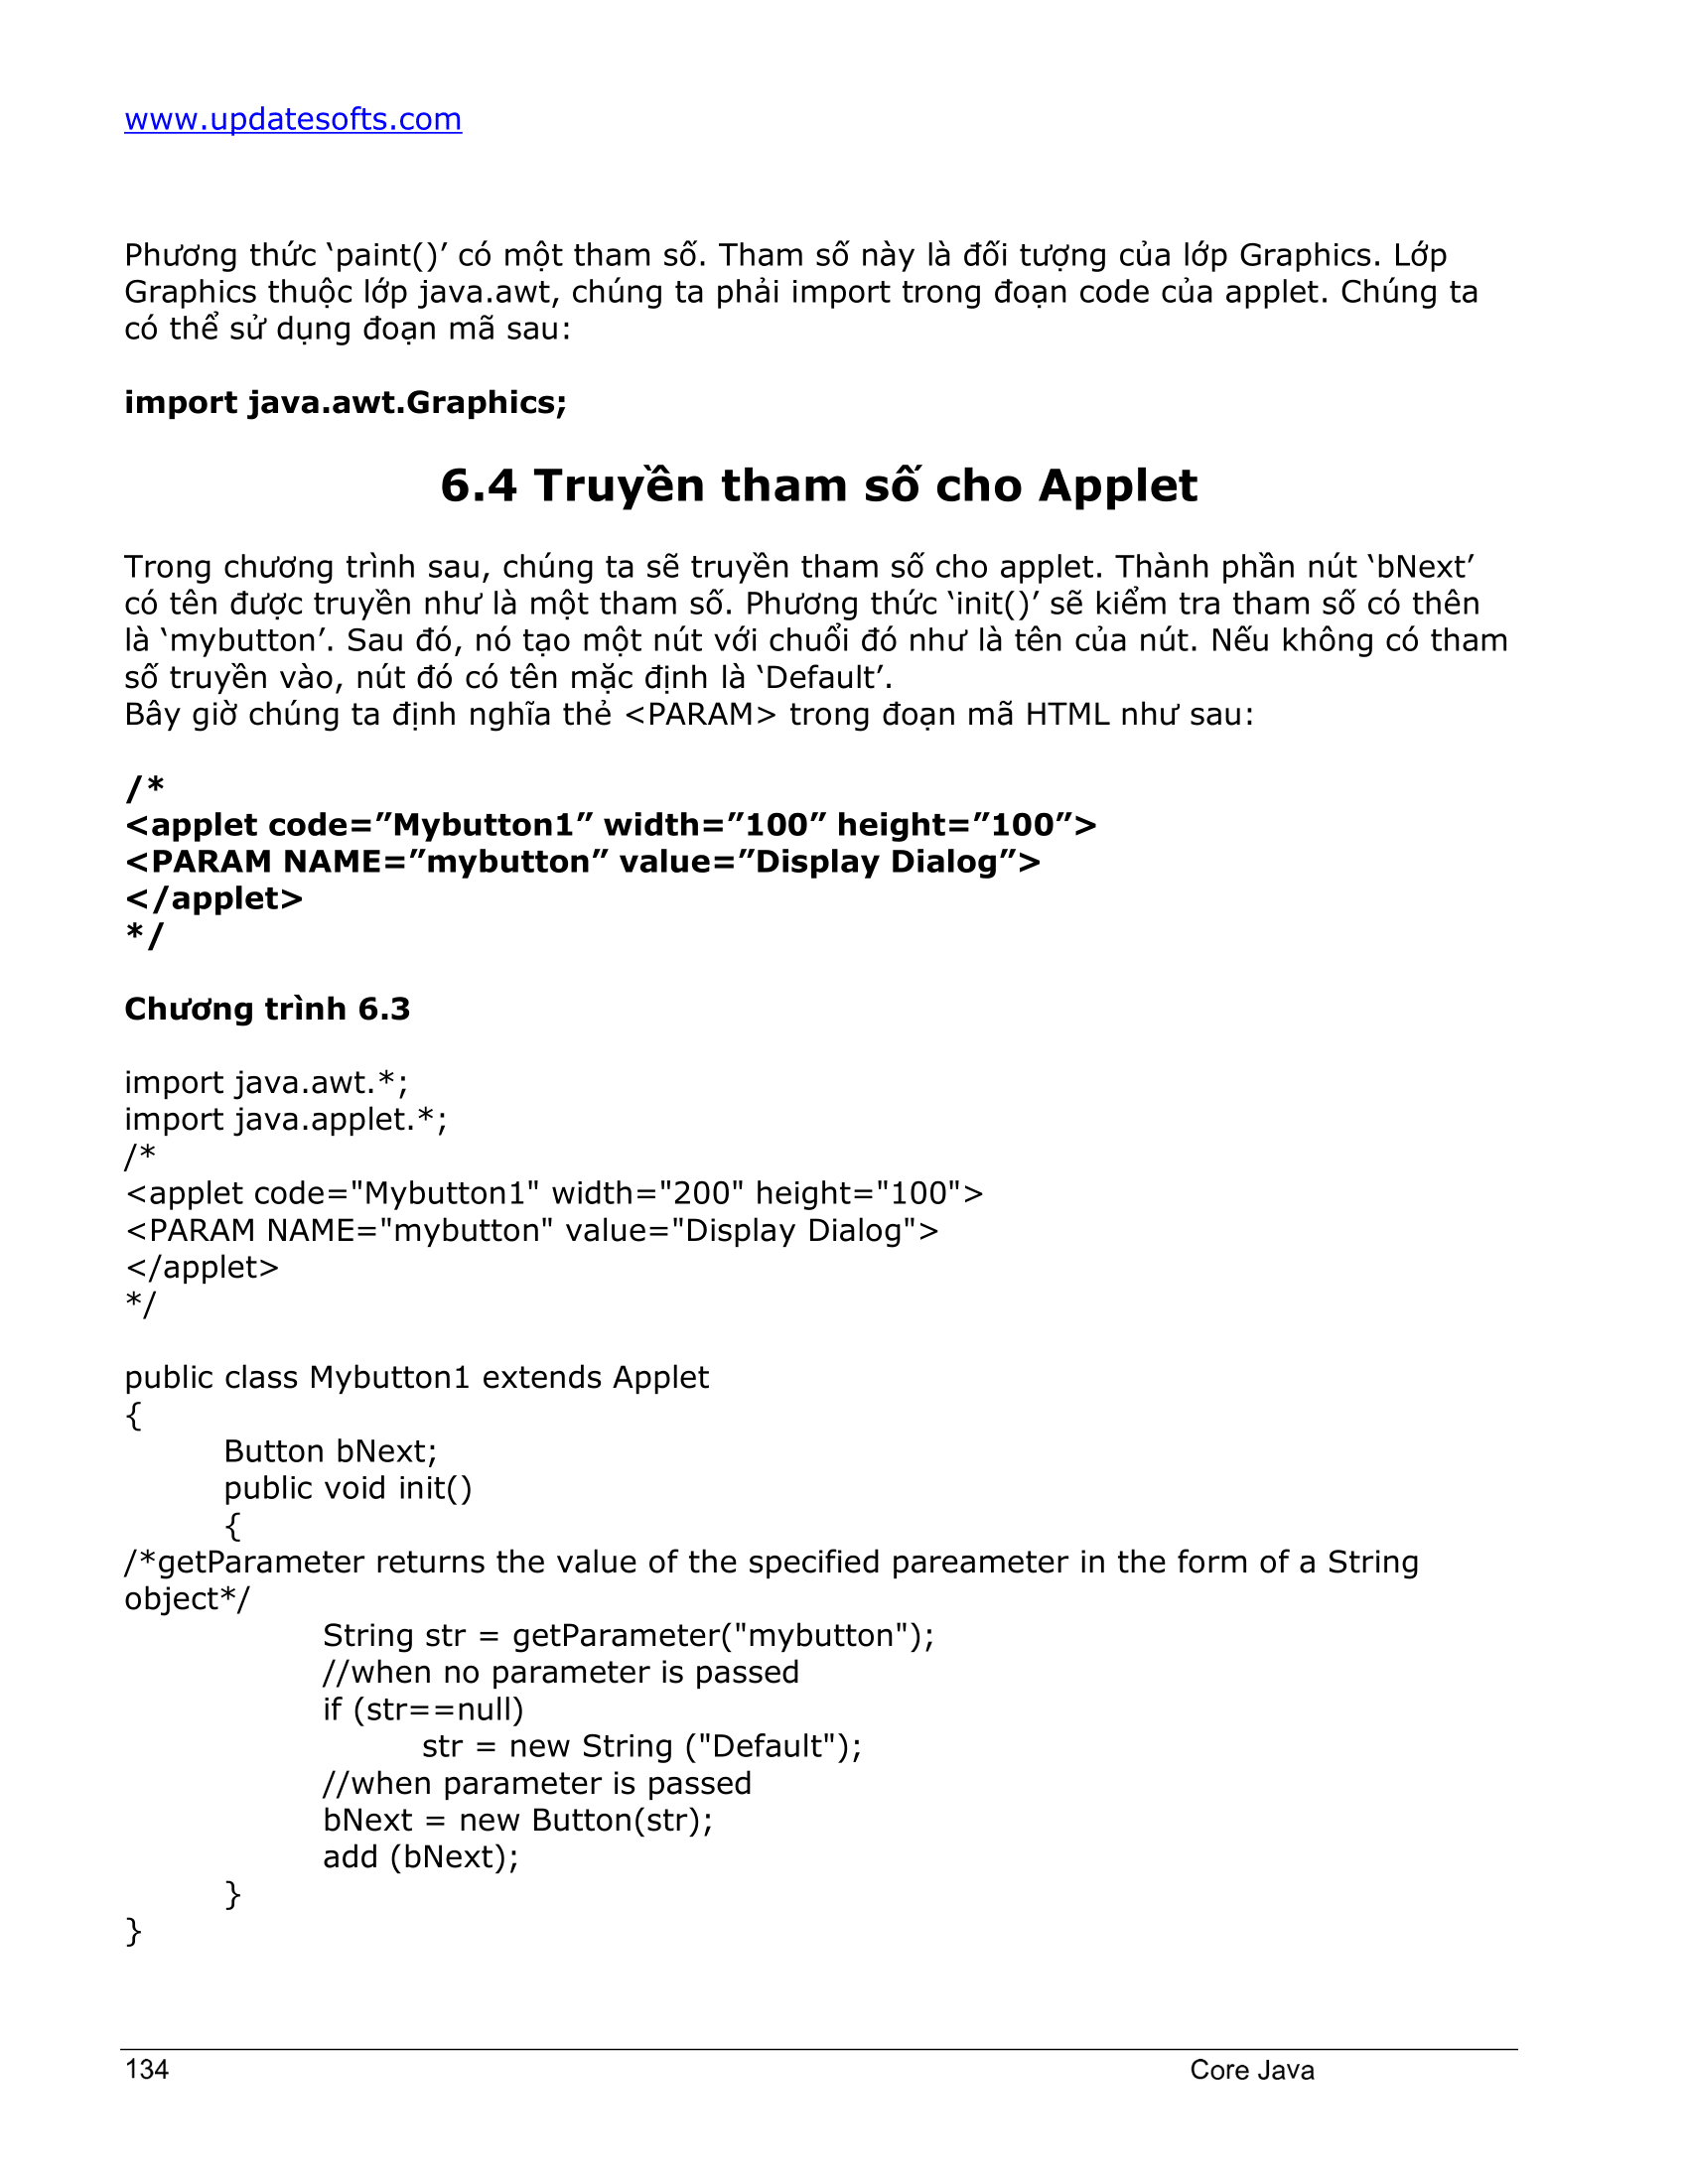 www.updatesofts.com
Phương thức ‘paint()’ có một tham số. Tham số này là đối tượng của lớp Graphics. Lớp
Graphics thuộc lớp java.awt, chúng ta phải import trong đoạn code của applet. Chúng ta
có thể sử dụng đoạn mã sau:
import java.awt.Graphics;
6.4 Truyền tham số cho Applet
Trong chương trình sau, chúng ta sẽ truyền tham số cho applet. Thành phần nút ‘bNext’
có tên được truyền như là một tham số. Phương thức ‘init()’ sẽ kiểm tra tham số có thên
là ‘mybutton’. Sau đó, nó tạo một nút với chuổi đó như là tên của nút. Nếu không có tham
số truyền vào, nút đó có tên mặc định là ‘Default’.
Bây giờ chúng ta định nghĩa thẻ <PARAM> trong đoạn mã HTML như sau:
/*
<applet code=”Mybutton1” width=”100” height=”100”>
<PARAM NAME=”mybutton” value=”Display Dialog”>
</applet>
*/
Chương trình 6.3
import java.awt.*;
import java.applet.*;
/*
<applet code="Mybutton1" width="200" height="100">
<PARAM NAME="mybutton" value="Display Dialog">
</applet>
*/
public class Mybutton1 extends Applet
{
Button bNext;
public void init()
{
/*getParameter returns the value of the specified pareameter in the form of a String
object*/
String str = getParameter("mybutton");
//when no parameter is passed
if (str==null)
str = new String ("Default");
//when parameter is passed
bNext = new Button(str);
add (bNext);
}
}
134 Core Java